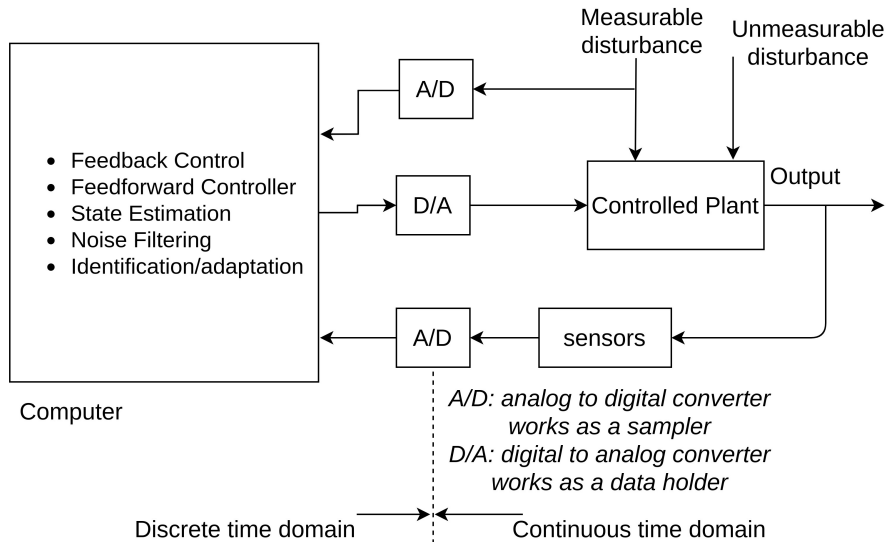 Measurable
disturbance
Unmeasurable
disturbance
A/D
• Feedback Control
• Feedforward Controller
• State Estimation
• Noise Filtering
• Identification/adaptation
D/A
Controlled Plant
Output
A/D
sensors
Computer
A/D: analog to digital converter
works as a sampler
D/A: digital to analog converter
works as a data holder
Discrete time domain
Continuous time domain